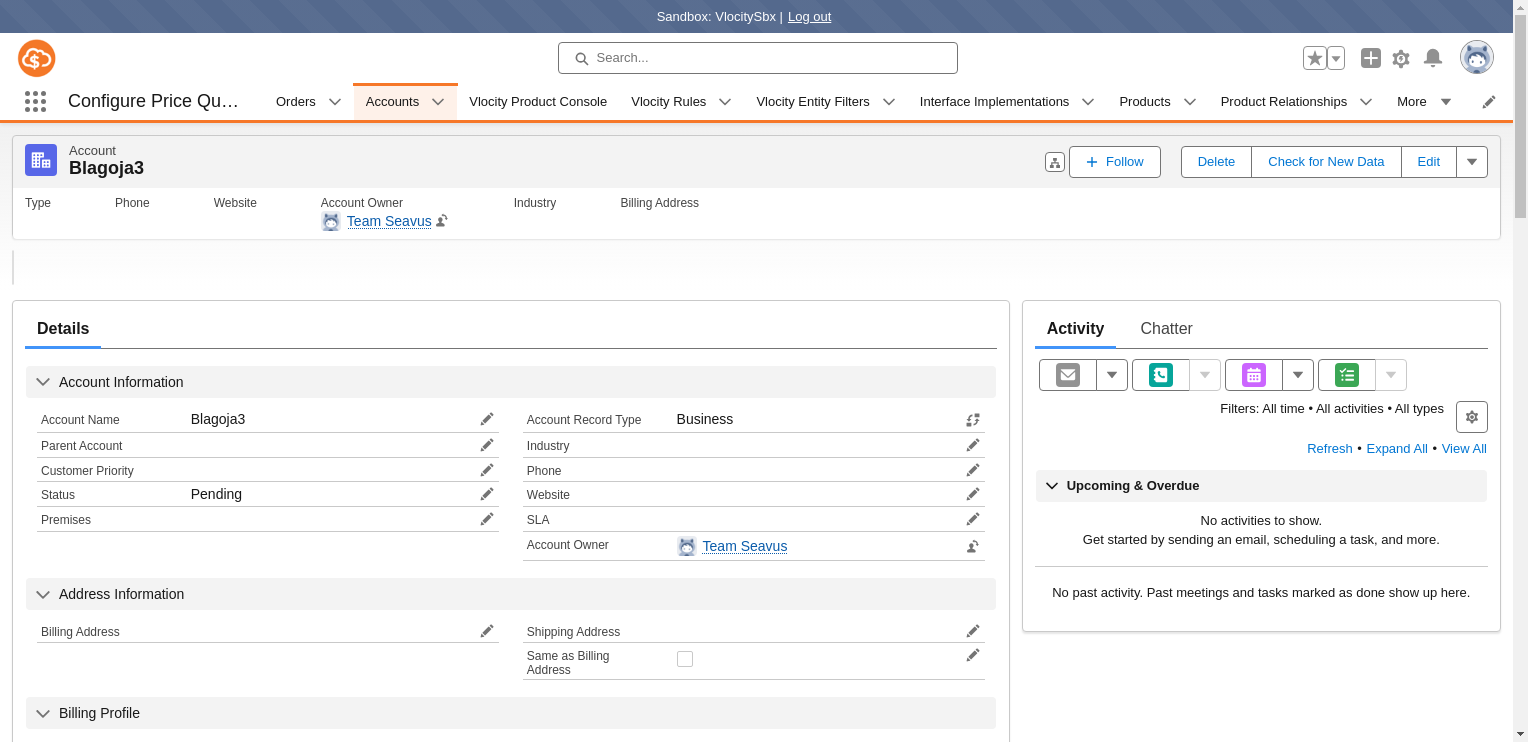 Sandbox: VlocitySbx | Log out
Search...
Configure Price Qu...
Orders Accounts Vlocity Product Console Vlocity Rules Vlocity Entity Filters Interface Implementations Products Product Relationships More
Account
Blagoja3
Follow Delete Check for New Data Edit
Type Phone Website Account Owner Industry Billing Address
Team Seavus
Details
Account Information
Account Name Blagoja3
Account Record Type Business
Parent Account
Industry
Customer Priority
Phone
Status Pending
Website
Premises
SLA
Account Owner Team Seavus
Address Information
Billing Address
Shipping Address
Same as Billing
Address
Billing Profile
Activity Chatter
Filters: All time • All activities • All types
Refresh • Expand All • View All
Upcoming & Overdue
No activities to show.
Get started by sending an email, scheduling a task, and more.
No past activity. Past meetings and tasks marked as done show up here.